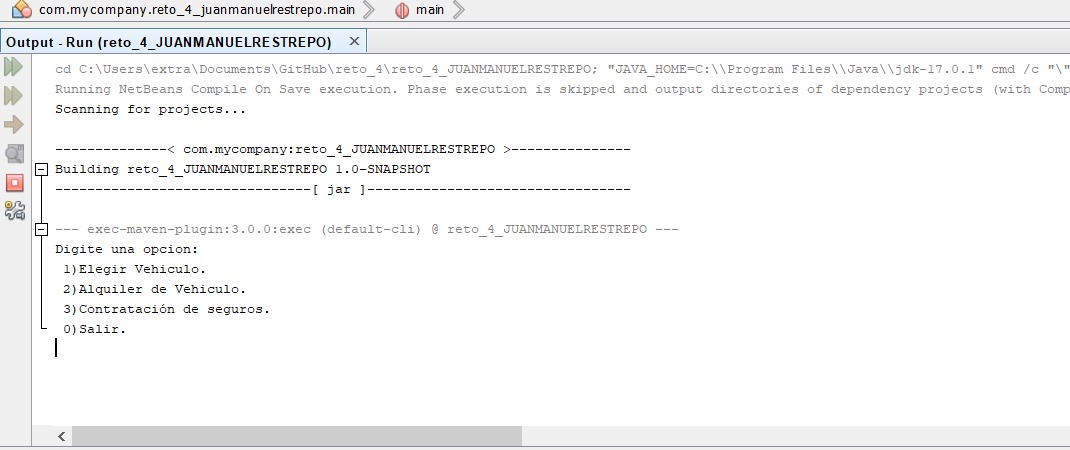 com.mycompany.reto_4_juanmanuelrestrepo.main
main
Output - Run (reto_4_JUANMANUELRESTREPO)
cd C:\Users\extra\Documents\GitHub\reto_4\reto_4_JUANMANUELRESTREPO; "JAVA_HOME=C:\\Program Files\\Java\\jdk-17.0.1" cmd /c "\"
Running NetBeans Compile On Save execution. Phase execution is skipped and output directories of dependency projects (with Comp
Scanning for projects...
--------------< com.mycompany:reto_4_JUANMANUELRESTREPO >---------------
Building reto_4_JUANMANUELRESTREPO 1.0-SNAPSHOT
--------------------------------[ jar ]---------------------------------
--- exec-maven-plugin:3.0.0:exec (default-cli) @ reto_4_JUANMANUELRESTREPO ---
Digite una opcion:
1)Elegir Vehiculo.
2)Alquiler de Vehiculo.
3)Contratación de seguros.
0)Salir.